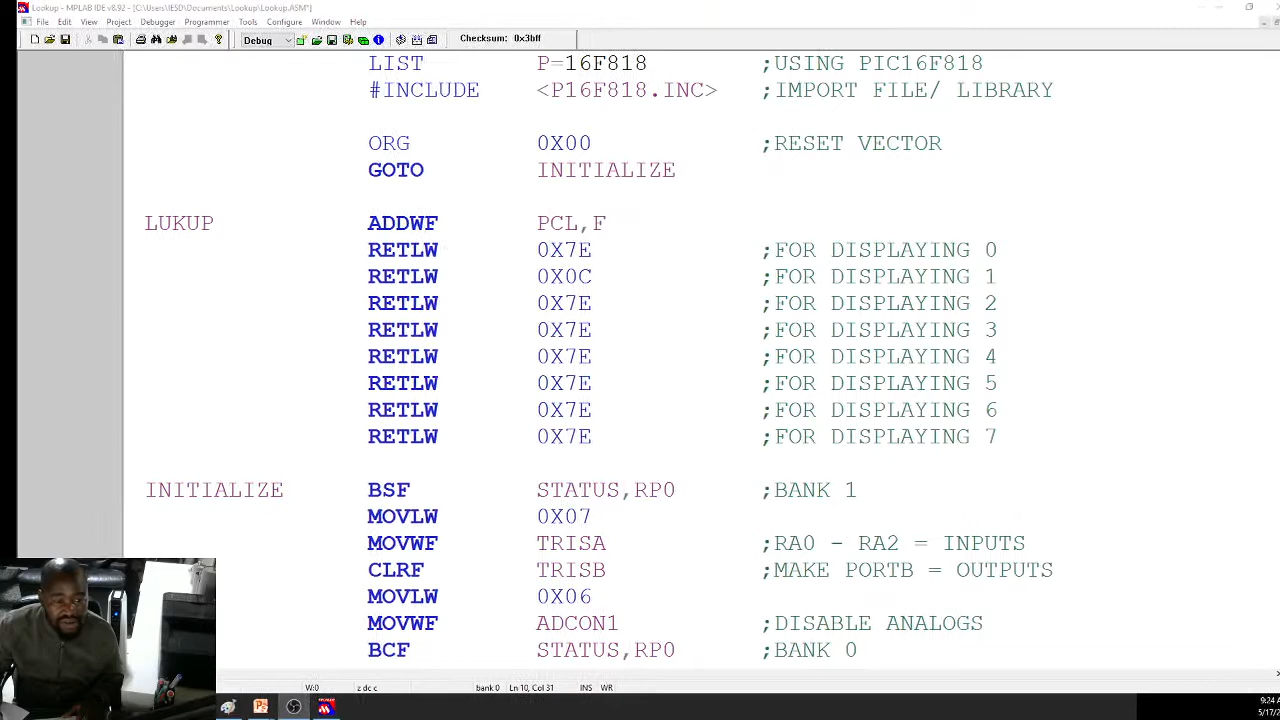 Lookup - MPLAB IDE v8.92 - [C:\Users\IESD\Documents\Lookup\Lookup.ASM*]
File Edit View Project Debugger Programmer Tools Configure Window Help
Debug Checksum: 0x3bff
LIST P=16F818 ;USING PIC16F818
#INCLUDE <P16F818.INC> ;IMPORT FILE/ LIBRARY
ORG 0X00 ;RESET VECTOR
GOTO INITIALIZE
LUKUP ADDWF PCL,F
RETLW 0X7E ;FOR DISPLAYING 0
RETLW 0X0C ;FOR DISPLAYING 1
RETLW 0X7E ;FOR DISPLAYING 2
RETLW 0X7E ;FOR DISPLAYING 3
RETLW 0X7E ;FOR DISPLAYING 4
RETLW 0X7E ;FOR DISPLAYING 5
RETLW 0X7E ;FOR DISPLAYING 6
RETLW 0X7E ;FOR DISPLAYING 7
INITIALIZE BSF STATUS,RP0 ;BANK 1
MOVLW 0X07
MOVWF TRISA ;RA0 - RA2 = INPUTS
CLRF TRISB ;MAKE PORTB = OUTPUTS
MOVLW 0X06
MOVWF ADCON1 ;DISABLE ANALOGS
BCF STATUS,RP0 ;BANK 0
W:0 z dc c bank 0 Ln 10, Col 31 INS WR
9:24
5/17/2